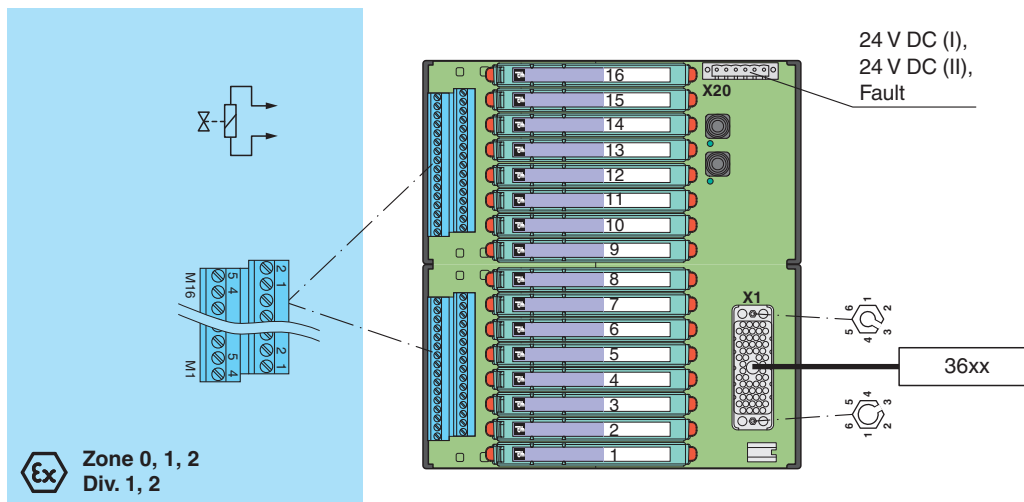 24 V DC (I),
24 V DC (II),
Fault
X20
16
15
14
13
12
11
10
9
8
7
6
5
4
3
2
1
X1
6 1 2
5 4 3
36xx
5 4 3
6 1 2
M16 5 4 2 1
M1 5 4 2 1
Ex
Zone 0, 1, 2
Div. 1, 2